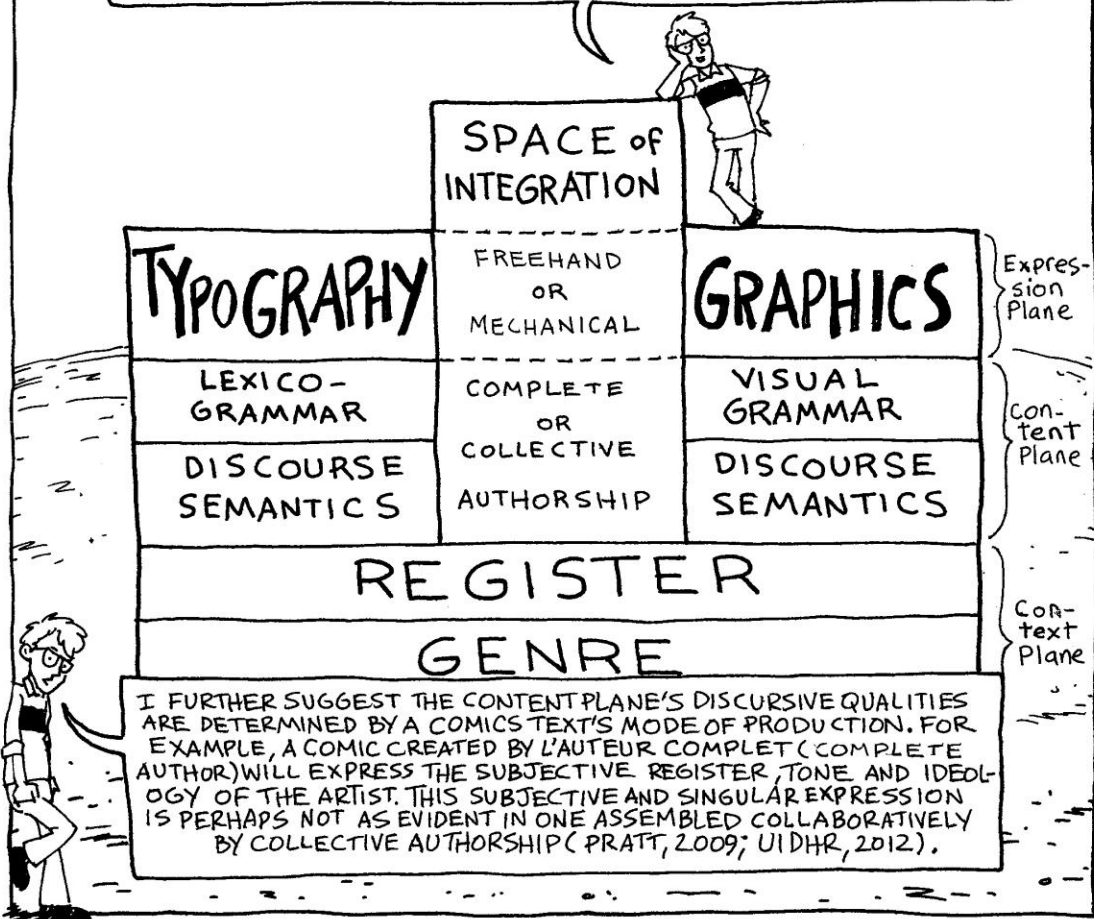 SPACE of
INTEGRATION
TYPOGRAPHY
FREEHAND
OR
MECHANICAL
GRAPHICS
Expres-
sion
Plane
LEXICO-
GRAMMAR
COMPLETE
OR
COLLECTIVE
AUTHORSHIP
VISUAL
GRAMMAR
Con-
tent
Plane
DISCOURSE
SEMANTICS
DISCOURSE
SEMANTICS
REGISTER
GENRE
Con-
text
Plane
I FURTHER SUGGEST THE CONTENT PLANE'S DISCURSIVE QUALITIES
ARE DETERMINED BY A COMICS TEXT'S MODE OF PRODUCTION. FOR
EXAMPLE, A COMIC CREATED BY L'AUTEUR COMPLET (COMPLETE
AUTHOR) WILL EXPRESS THE SUBJECTIVE REGISTER, TONE AND IDEOL-
OGY OF THE ARTIST. THIS SUBJECTIVE AND SINGULAR EXPRESSION
IS PERHAPS NOT AS EVIDENT IN ONE ASSEMBLED COLLABORATIVELY
BY COLLECTIVE AUTHORSHIP (PRATT, 2009; UIDHR, 2012).